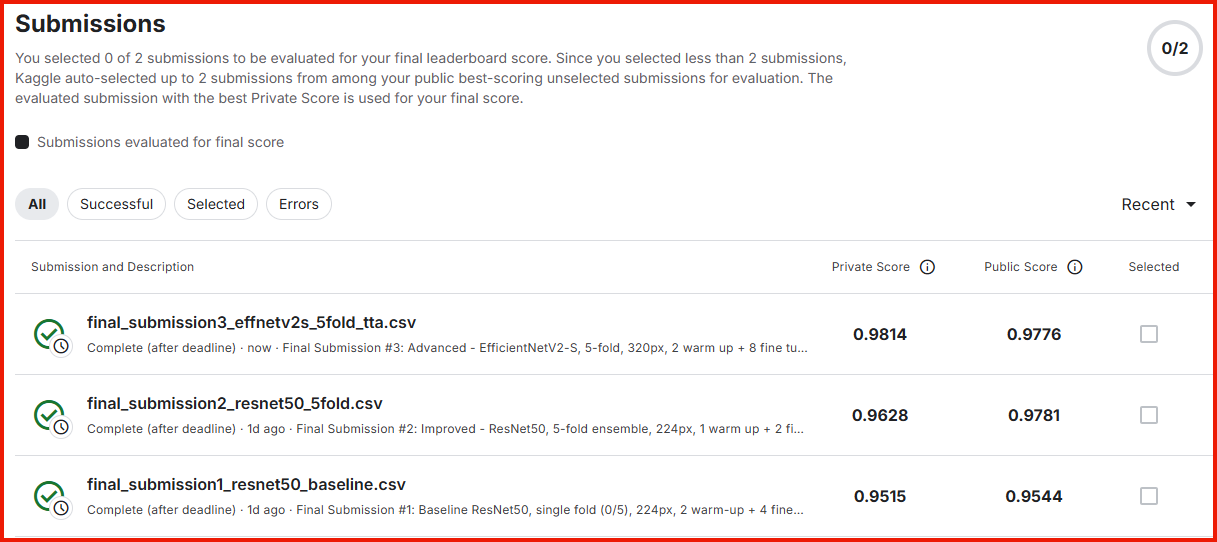 Submissions
You selected 0 of 2 submissions to be evaluated for your final leaderboard score. Since you selected less than 2 submissions,
Kaggle auto-selected up to 2 submissions from among your public best-scoring unselected submissions for evaluation. The
evaluated submission with the best Private Score is used for your final score.
0/2
Submissions evaluated for final score
All Successful Selected Errors Recent
Submission and Description Private Score Public Score Selected
final_submission3_effnetv2s_5fold_tta.csv
Complete (after deadline) · now · Final Submission #3: Advanced - EfficientNetV2-S, 5-fold, 320px, 2 warm up + 8 fine tu...
0.9814 0.9776
final_submission2_resnet50_5fold.csv
Complete (after deadline) · 1d ago · Final Submission #2: Improved - ResNet50, 5-fold ensemble, 224px, 1 warm up + 2 fi...
0.9628 0.9781
final_submission1_resnet50_baseline.csv
Complete (after deadline) · 1d ago · Final Submission #1: Baseline ResNet50, single fold (0/5), 224px, 2 warm-up + 4 fine...
0.9515 0.9544